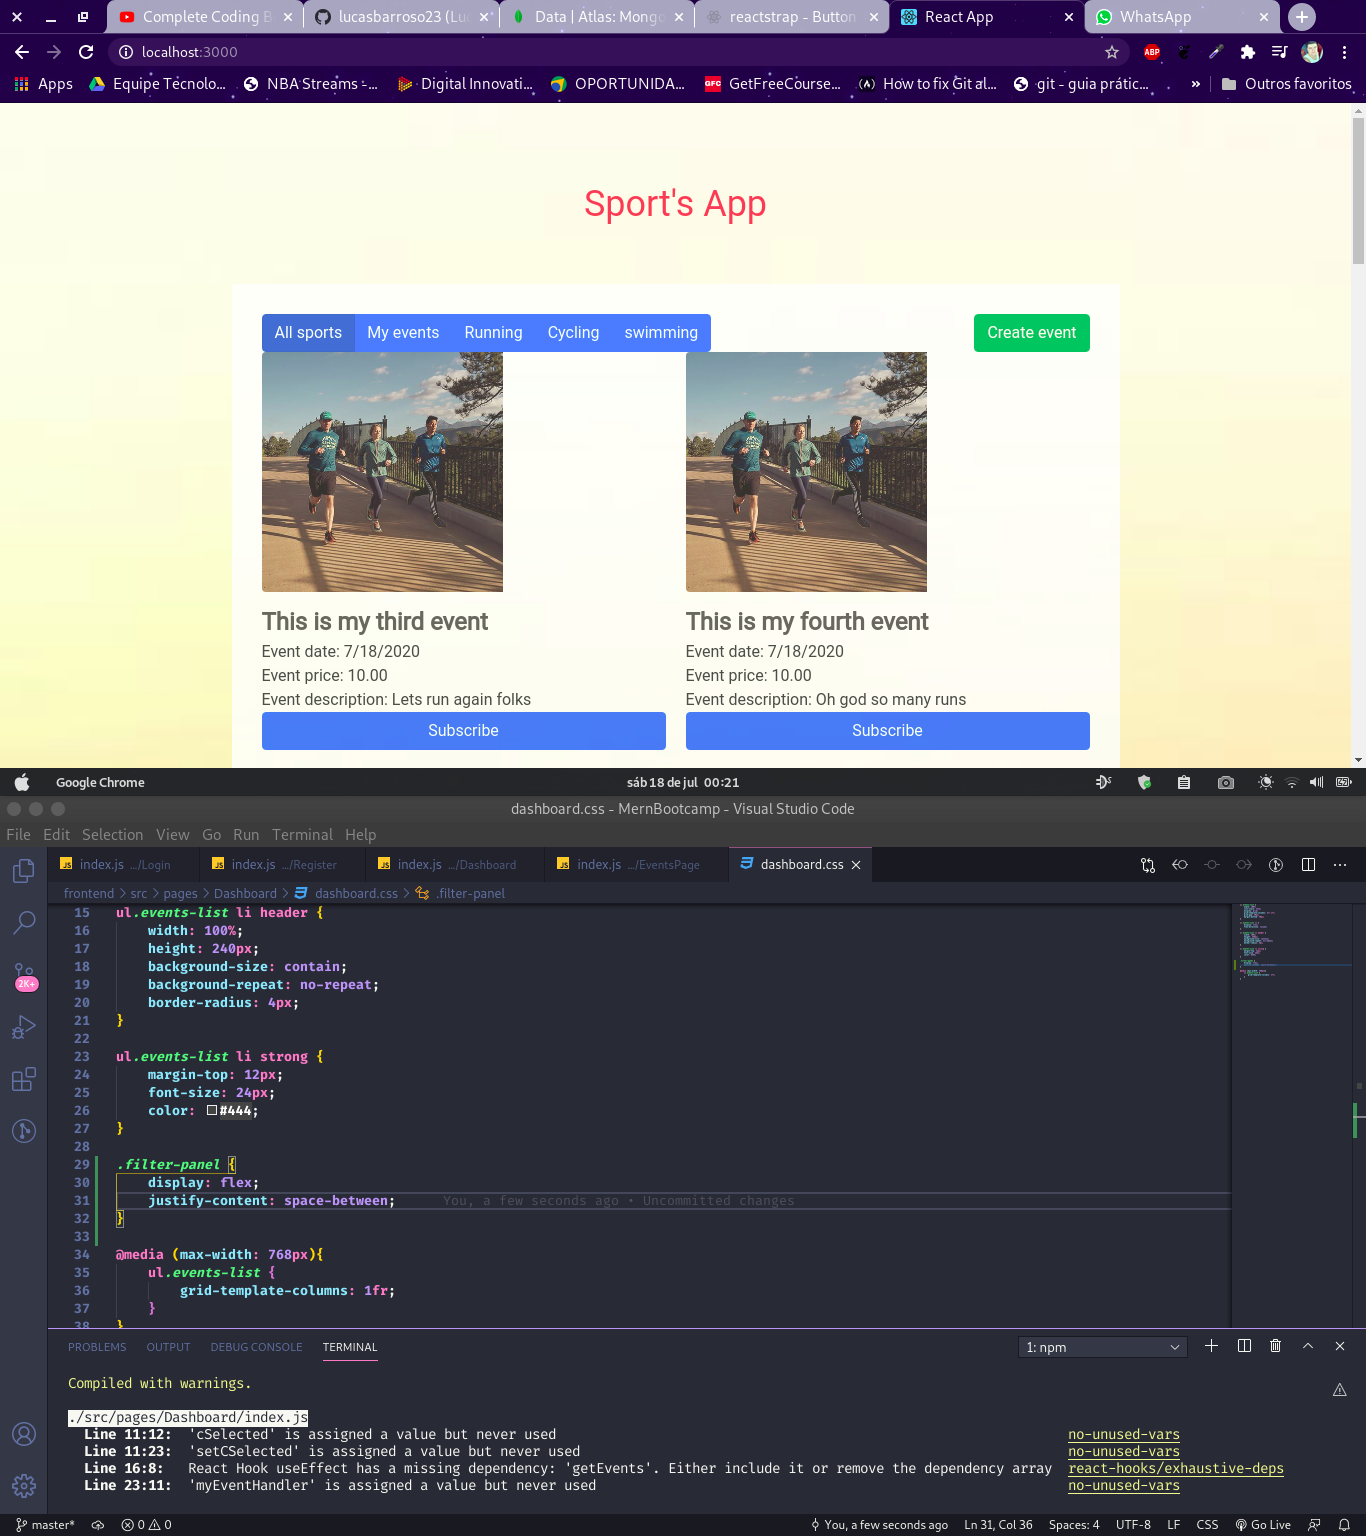 Complete Coding B
lucasbarroso23 (Luc
Data | Atlas: Mongo
reactstrap - Button
React App
WhatsApp
localhost:3000
ABP
Apps
Equipe Tecnolo...
NBA Streams -...
Digital Innovati...
OPORTUNIDA...
GFC
GetFreeCourse...
How to fix Git al...
git - guia prátic...
»
Outros favoritos
Sport's App
All sports
My events
Running
Cycling
swimming
Create event
This is my third event
Event date: 7/18/2020
Event price: 10.00
Event description: Lets run again folks
Subscribe
This is my fourth event
Event date: 7/18/2020
Event price: 10.00
Event description: Oh god so many runs
Subscribe
Google Chrome
sáb 18 de jul 00:21
dashboard.css - MernBootcamp - Visual Studio Code
File Edit Selection View Go Run Terminal Help
JS index.js .../Login
JS index.js .../Register
JS index.js .../Dashboard
JS index.js .../EventsPage
dashboard.css
frontend > src > pages > Dashboard > dashboard.css > .filter-panel
2K+
15 ul.events-list li header {
16 width: 100%;
17 height: 240px;
18 background-size: contain;
19 background-repeat: no-repeat;
20 border-radius: 4px;
21 }
22
23 ul.events-list li strong {
24 margin-top: 12px;
25 font-size: 24px;
26 color: #444;
27 }
28
29 .filter-panel {
30 display: flex;
31 justify-content: space-between; You, a few seconds ago • Uncommitted changes
32 }
33
34 @media (max-width: 768px){
35 ul.events-list {
36 grid-template-columns: 1fr;
37 }
38 }
PROBLEMS OUTPUT DEBUG CONSOLE TERMINAL
1: npm
Compiled with warnings.
./src/pages/Dashboard/index.js
Line 11:12: 'cSelected' is assigned a value but never used no-unused-vars
Line 11:23: 'setCSelected' is assigned a value but never used no-unused-vars
Line 16:8: React Hook useEffect has a missing dependency: 'getEvents'. Either include it or remove the dependency array react-hooks/exhaustive-deps
Line 23:11: 'myEventHandler' is assigned a value but never used no-unused-vars
master*
0 0
You, a few seconds ago
Ln 31, Col 36
Spaces: 4
UTF-8
LF
CSS
Go Live